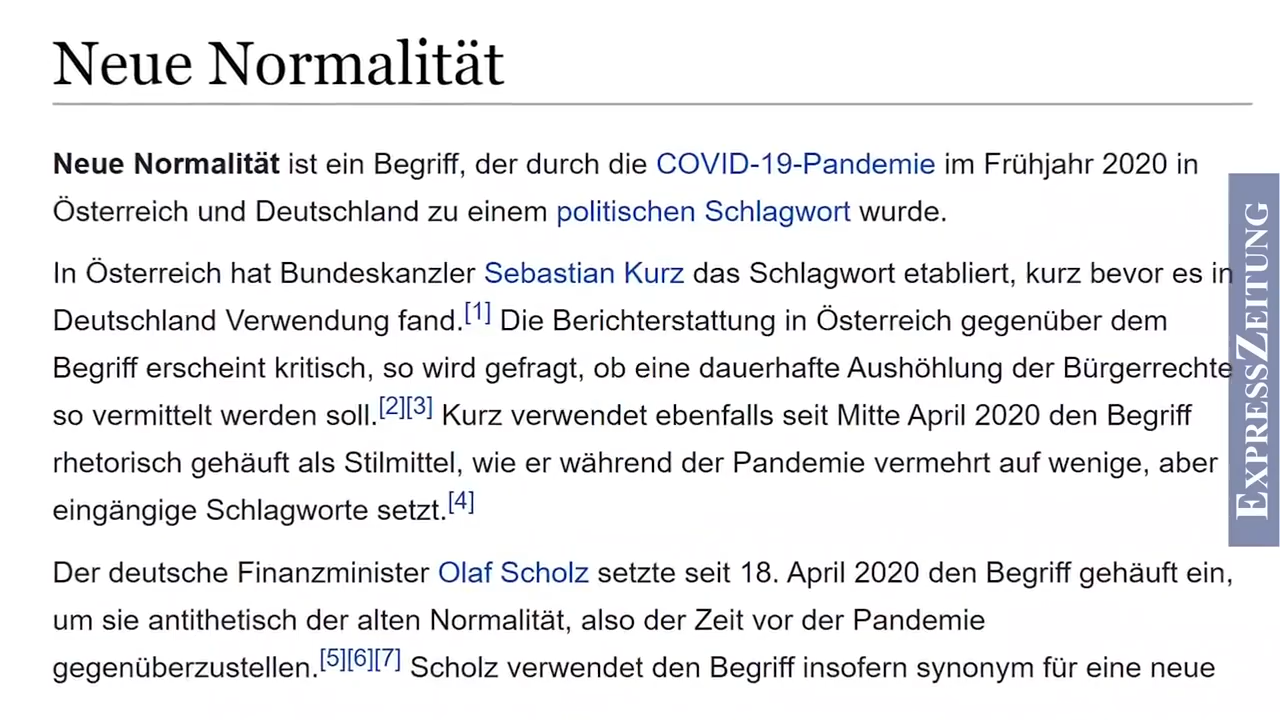 Neue Normalität
Neue Normalität ist ein Begriff, der durch die COVID-19-Pandemie im Frühjahr 2020 in
Österreich und Deutschland zu einem politischen Schlagwort wurde.
In Österreich hat Bundeskanzler Sebastian Kurz das Schlagwort etabliert, kurz bevor es in
Deutschland Verwendung fand.[1] Die Berichterstattung in Österreich gegenüber dem
Begriff erscheint kritisch, so wird gefragt, ob eine dauerhafte Aushöhlung der Bürgerrechte
so vermittelt werden soll.[2][3] Kurz verwendet ebenfalls seit Mitte April 2020 den Begriff
rhetorisch gehäuft als Stilmittel, wie er während der Pandemie vermehrt auf wenige, aber
eingängige Schlagworte setzt.[4]
Der deutsche Finanzminister Olaf Scholz setzte seit 18. April 2020 den Begriff gehäuft ein,
um sie antithetisch der alten Normalität, also der Zeit vor der Pandemie
gegenüberzustellen.[5][6][7] Scholz verwendet den Begriff insofern synonym für eine neue
EXPRESSZEITUNG